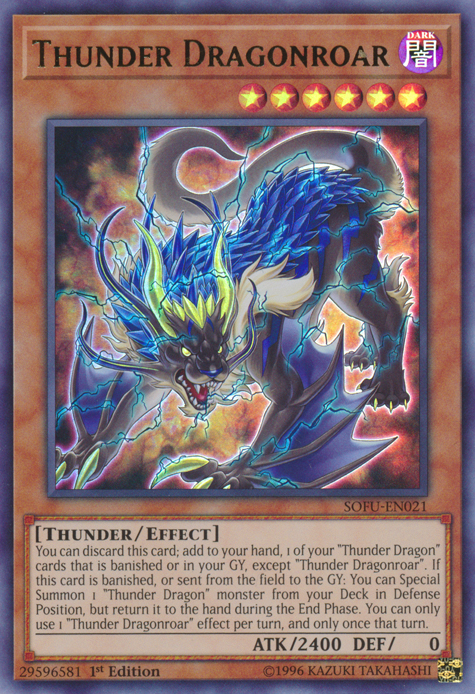 THUNDER DRAGONROAR
DARK
闇
SOFU-EN021
[THUNDER/EFFECT]
You can discard this card; add to your hand, 1 of your "Thunder Dragon"
cards that is banished or in your GY, except "Thunder Dragonroar". If
this card is banished, or sent from the field to the GY: You can Special
Summon 1 "Thunder Dragon" monster from your Deck in Defense
Position, but return it to the hand during the End Phase. You can only
use 1 "Thunder Dragonroar" effect per turn, and only once that turn.
ATK/2400 DEF/ 0
29596581 1st Edition ©1996 KAZUKI TAKAHASHI